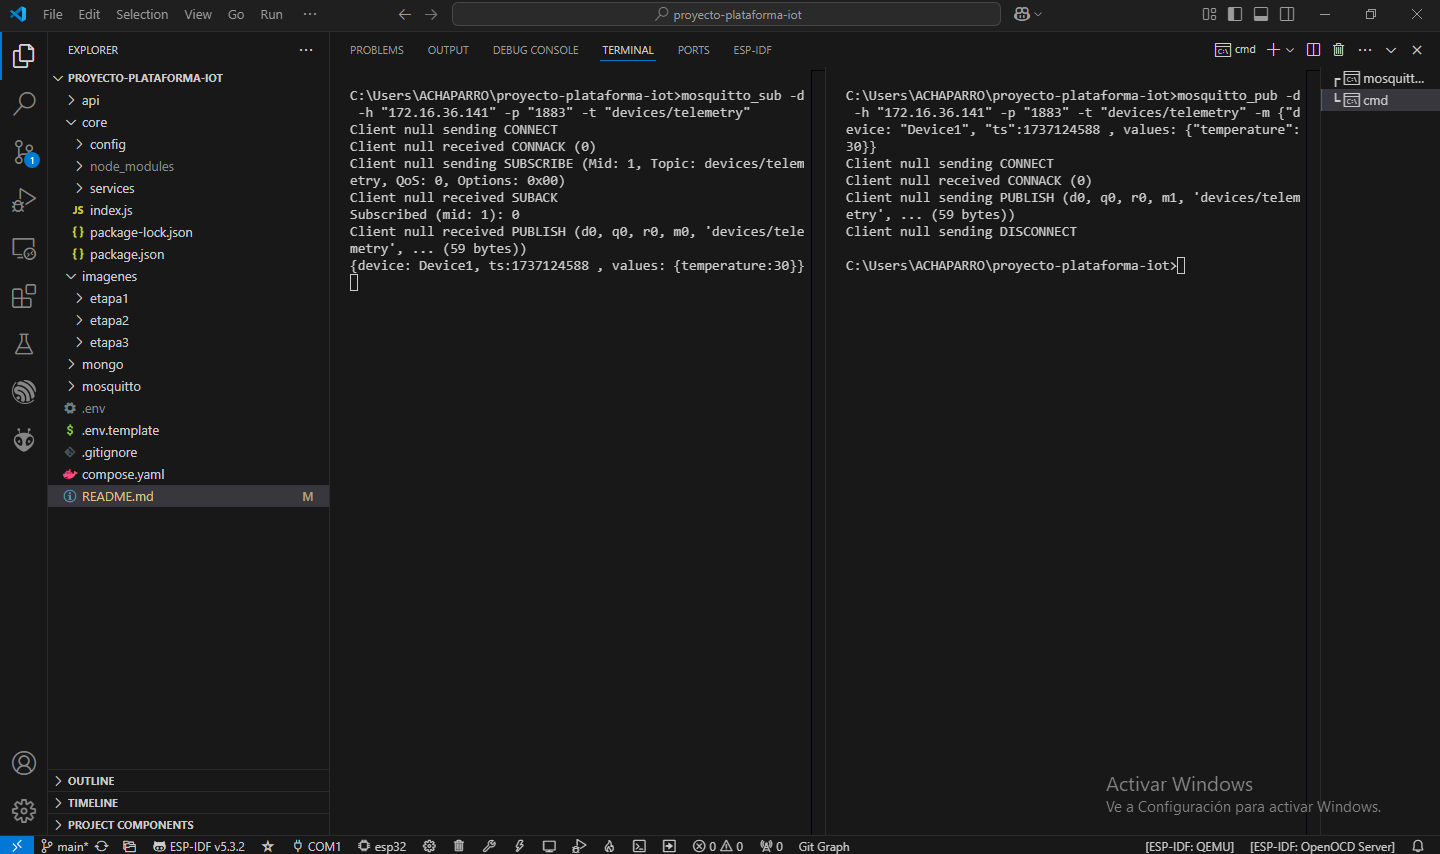 File Edit Selection View Go Run ···
proyecto-plataforma-iot
EXPLORER
PROYECTO-PLATAFORMA-IOT
api
core
config
node_modules
services
JS index.js
{} package-lock.json
{} package.json
imagenes
etapa1
etapa2
etapa3
mongo
mosquitto
.env
$ .env.template
.gitignore
compose.yaml
README.md M
OUTLINE
TIMELINE
PROJECT COMPONENTS
1
PROBLEMS OUTPUT DEBUG CONSOLE TERMINAL PORTS ESP-IDF
cmd
C:\Users\ACHAPARRO\proyecto-plataforma-iot>mosquitto_sub -d
-h "172.16.36.141" -p "1883" -t "devices/telemetry"
Client null sending CONNECT
Client null received CONNACK (0)
Client null sending SUBSCRIBE (Mid: 1, Topic: devices/telem
etry, QoS: 0, Options: 0x00)
Client null received SUBACK
Subscribed (mid: 1): 0
Client null received PUBLISH (d0, q0, r0, m0, 'devices/tele
metry', ... (59 bytes))
{device: Device1, ts:1737124588 , values: {temperature:30}}
C:\Users\ACHAPARRO\proyecto-plataforma-iot>mosquitto_pub -d
-h "172.16.36.141" -p "1883" -t "devices/telemetry" -m {"d
evice: "Device1", "ts":1737124588 , values: {"temperature":
30}}
Client null sending CONNECT
Client null received CONNACK (0)
Client null sending PUBLISH (d0, q0, r0, m1, 'devices/telem
etry', ... (59 bytes))
Client null sending DISCONNECT
C:\Users\ACHAPARRO\proyecto-plataforma-iot>
mosquitt...
cmd
Activar Windows
Ve a Configuración para activar Windows.
main* ESP-IDF v5.3.2 COM1 esp32 0 0 0 Git Graph [ESP-IDF: QEMU] [ESP-IDF: OpenOCD Server]